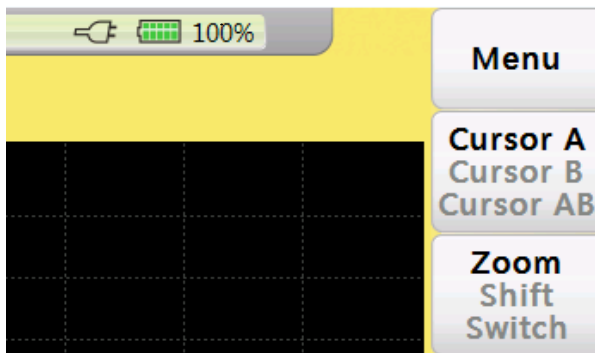 100%
Menu
Cursor A
Cursor B
Cursor AB
Zoom
Shift
Switch